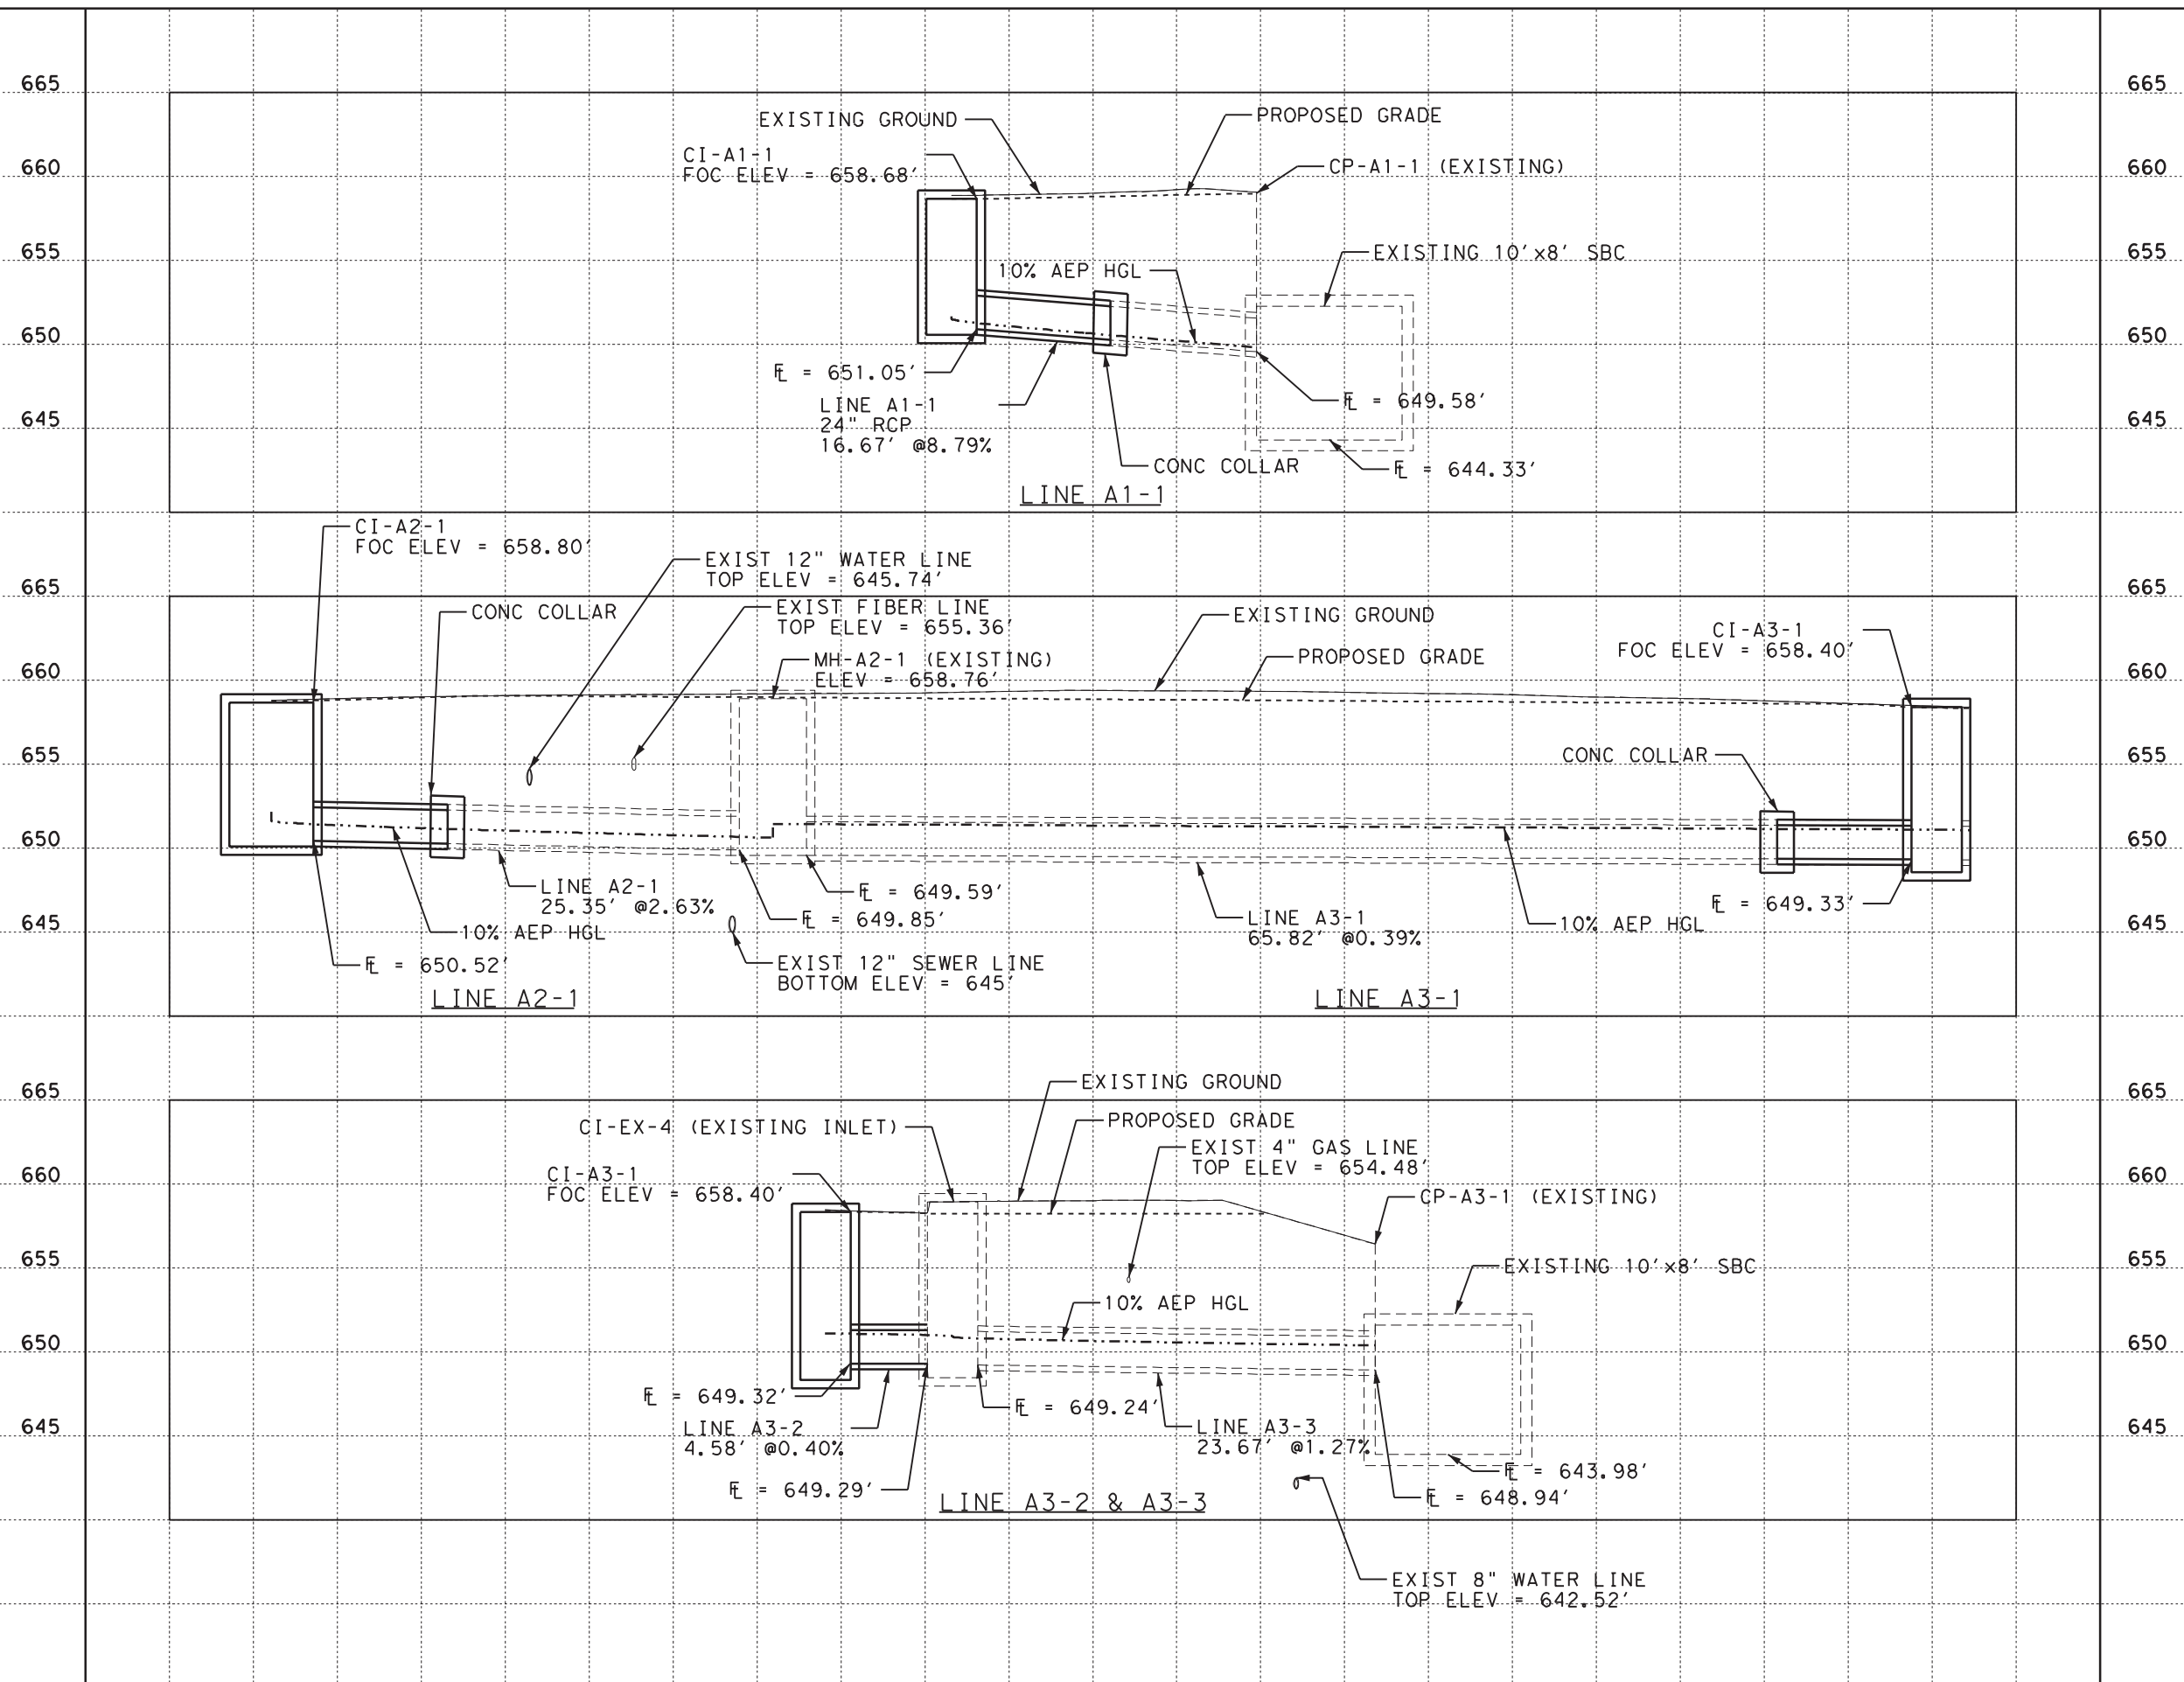 665
665
EXISTING GROUND
PROPOSED GRADE
CI-A1-1
FOC ELEV = 658.68'
CP-A1-1 (EXISTING)
660
660
EXISTING 10'x8' SBC
655
655
10% AEP HGL
650
650
FL = 651.05'
LINE A1-1
24" RCP
16.67' @8.79%
FL = 649.58'
645
645
CONC COLLAR
FL = 644.33'
LINE A1-1
CI-A2-1
FOC ELEV = 658.80'
EXIST 12" WATER LINE
TOP ELEV = 645.74'
665
665
CONC COLLAR
EXIST FIBER LINE
TOP ELEV = 655.36'
EXISTING GROUND
CI-A3-1
FOC ELEV = 658.40'
MH-A2-1 (EXISTING)
ELEV = 658.76'
PROPOSED GRADE
660
660
CONC COLLAR
655
655
650
650
LINE A2-1
25.35' @2.63%
FL = 649.59'
FL = 649.85'
FL = 649.33'
LINE A3-1
65.82' @0.39%
10% AEP HGL
645
645
10% AEP HGL
FL = 650.52'
EXIST 12" SEWER LINE
BOTTOM ELEV = 645'
LINE A2-1
LINE A3-1
665
665
EXISTING GROUND
CI-EX-4 (EXISTING INLET)
PROPOSED GRADE
EXIST 4" GAS LINE
TOP ELEV = 654.48'
660
660
CI-A3-1
FOC ELEV = 658.40'
CP-A3-1 (EXISTING)
655
655
EXISTING 10'x8' SBC
10% AEP HGL
650
650
FL = 649.32'
FL = 649.24'
LINE A3-2
4.58' @0.40%
LINE A3-3
23.67' @1.27%
645
645
FL = 643.98'
FL = 649.29'
FL = 648.94'
LINE A3-2 & A3-3
EXIST 8" WATER LINE
TOP ELEV = 642.52'